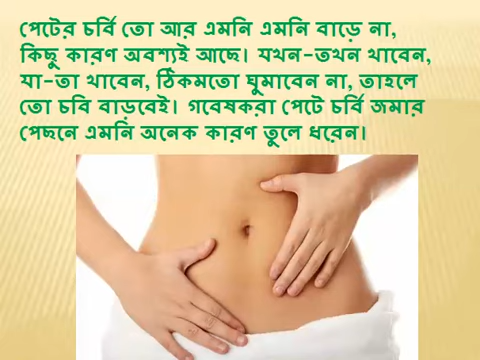 পেটের চর্বি তো আর এমনি এমনি বাড়ে না,
কিছু কারণ অবশ্যই আছে। যখন-তখন খাবেন,
যা-তা খাবেন, ঠিকমতো ঘুমাবেন না, তাহলে
তো চবি বাড়বেই। গবেষকরা পেটে চর্বি জমার
পেছনে এমনি অনেক কারণ তুলে ধরেন।